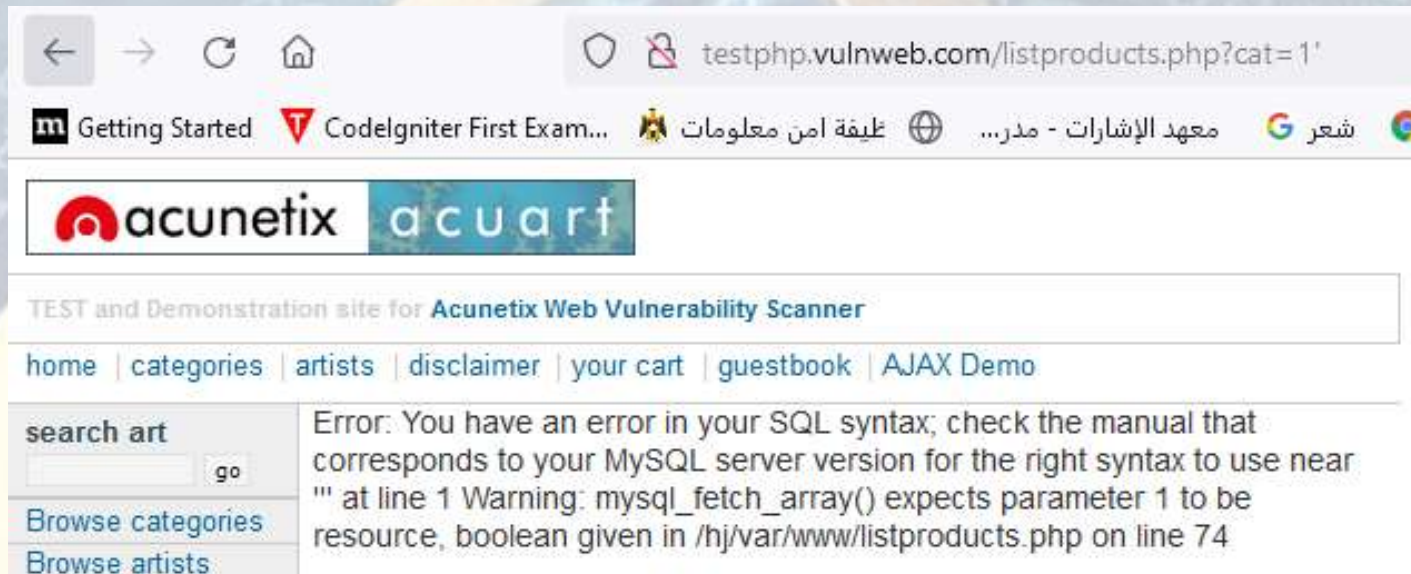 testphp.vulnweb.com/listproducts.php?cat=1'
m Getting Started CodeIgniter First Exam... ظيفة امن معلومات معهد الإشارات - مدر... شعر
acunetix acuart
TEST and Demonstration site for Acunetix Web Vulnerability Scanner
home | categories | artists | disclaimer | your cart | guestbook | AJAX Demo
search art
go
Browse categories
Browse artists
Error: You have an error in your SQL syntax; check the manual that
corresponds to your MySQL server version for the right syntax to use near
''' at line 1 Warning: mysql_fetch_array() expects parameter 1 to be
resource, boolean given in /hj/var/www/listproducts.php on line 74